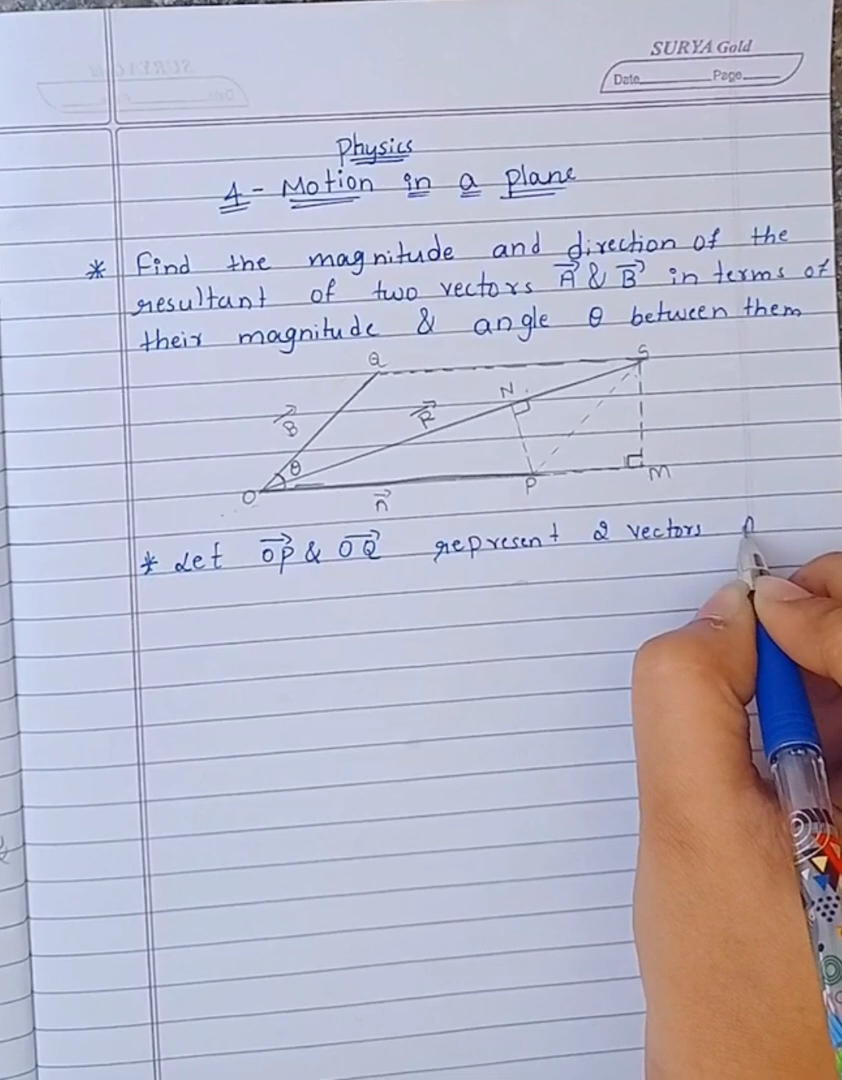 SURYA Gold
Date Page
Physics
4 - Motion in a plane
* Find the magnitude and direction of the
resultant of two vectors A⃗ & B⃗ in terms of
their magnitude & angle θ between them
Q S
N
B⃗ R⃗
θ
O P M
n⃗
* Let OP⃗ & OQ⃗ represent 2 vectors